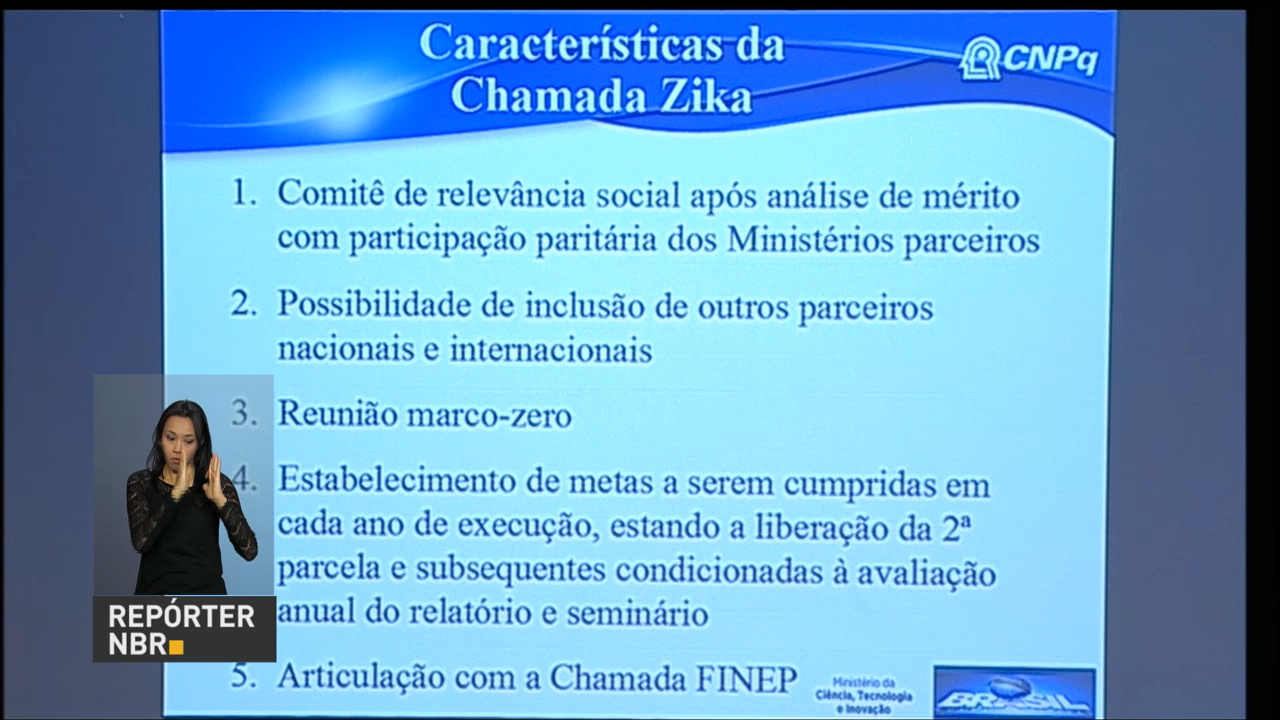 Características da
Chamada Zika
CNPq
1. Comitê de relevância social após análise de mérito
com participação paritária dos Ministérios parceiros
2. Possibilidade de inclusão de outros parceiros
nacionais e internacionais
3. Reunião marco-zero
4. Estabelecimento de metas a serem cumpridas em
cada ano de execução, estando a liberação da 2ª
parcela e subsequentes condicionadas à avaliação
anual do relatório e seminário
5. Articulação com a Chamada FINEP
Ministério da
Ciência, Tecnologia
e Inovação
BRASIL
REPÓRTER
NBR